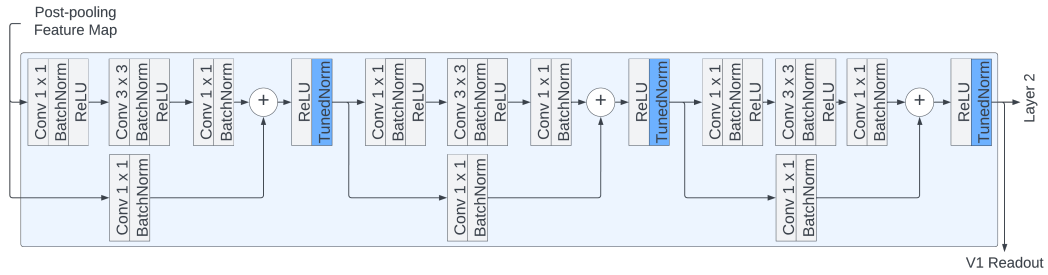 Post-pooling
Feature Map
Conv 1 x 1
BatchNorm
ReLU
Conv 3 x 3
BatchNorm
ReLU
Conv 1 x 1
BatchNorm
+
ReLU
TunedNorm
Conv 1 x 1
BatchNorm
ReLU
Conv 3 x 3
BatchNorm
ReLU
Conv 1 x 1
BatchNorm
+
ReLU
TunedNorm
Conv 1 x 1
BatchNorm
ReLU
Conv 3 x 3
BatchNorm
ReLU
Conv 1 x 1
BatchNorm
+
ReLU
TunedNorm
Layer 2
Conv 1 x 1
BatchNorm
Conv 1 x 1
BatchNorm
Conv 1 x 1
BatchNorm
V1 Readout